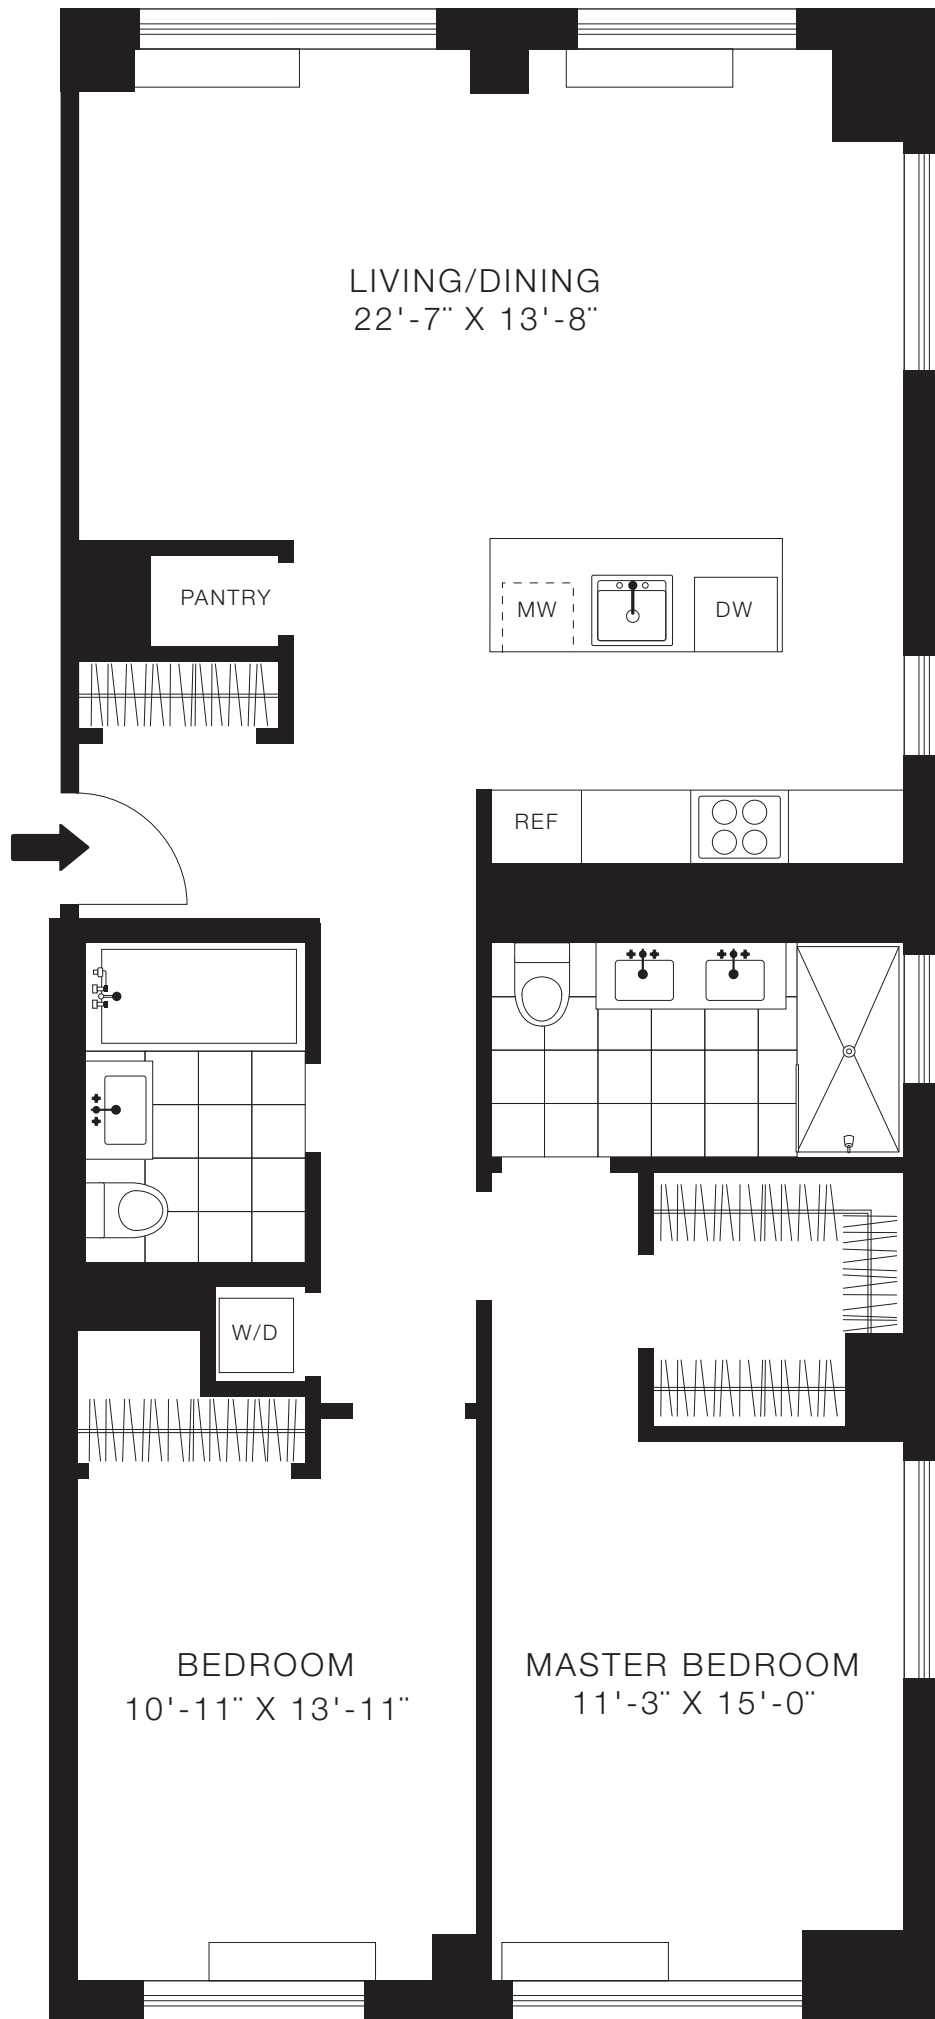 LIVING/DINING
22'-7¨ X 13'-8¨
PANTRY
MW
DW
REF
W/D
BEDROOM
10'-11¨ X 13'-11¨
MASTER BEDROOM
11'-3¨ X 15'-0¨